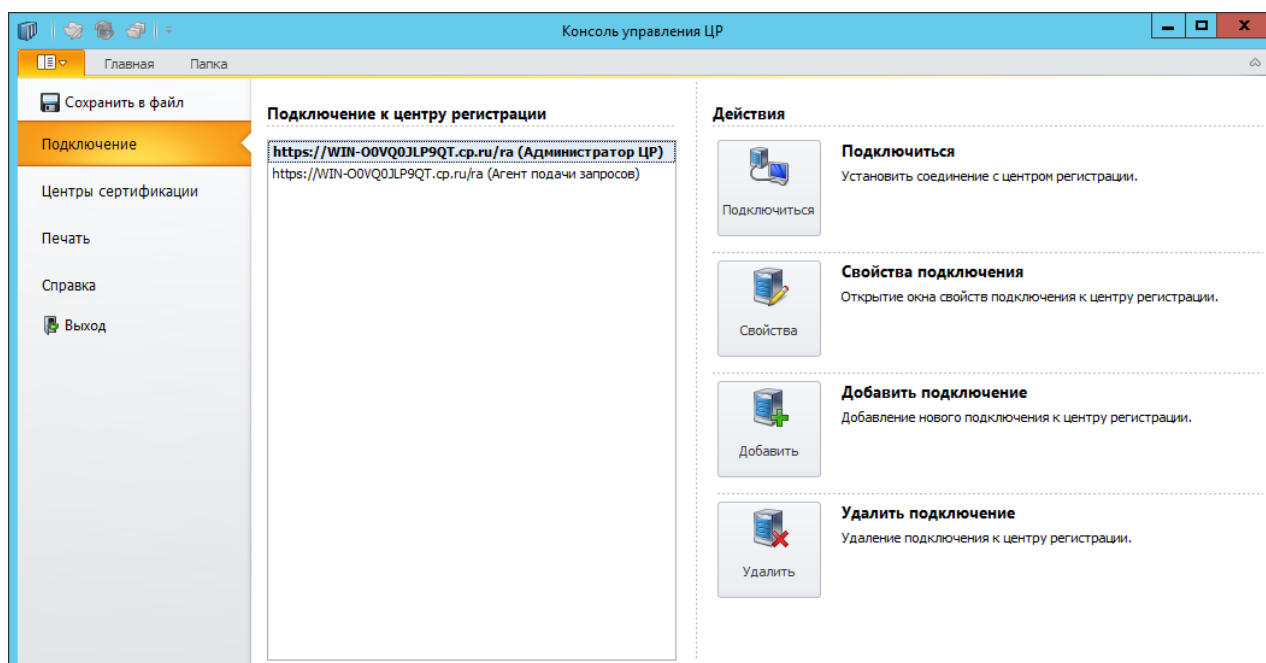 Консоль управления ЦР
Главная Папка
Сохранить в файл
Подключение
Центры сертификации
Печать
Справка
Выход
Подключение к центру регистрации
https://WIN-O0VQ0JLP9QT.cp.ru/ra (Администратор ЦР)
https://WIN-O0VQ0JLP9QT.cp.ru/ra (Агент подачи запросов)
Действия
Подключиться
Подключиться
Установить соединение с центром регистрации.
Свойства
Свойства подключения
Открытие окна свойств подключения к центру регистрации.
Добавить
Добавить подключение
Добавление нового подключения к центру регистрации.
Удалить
Удалить подключение
Удаление подключения к центру регистрации.